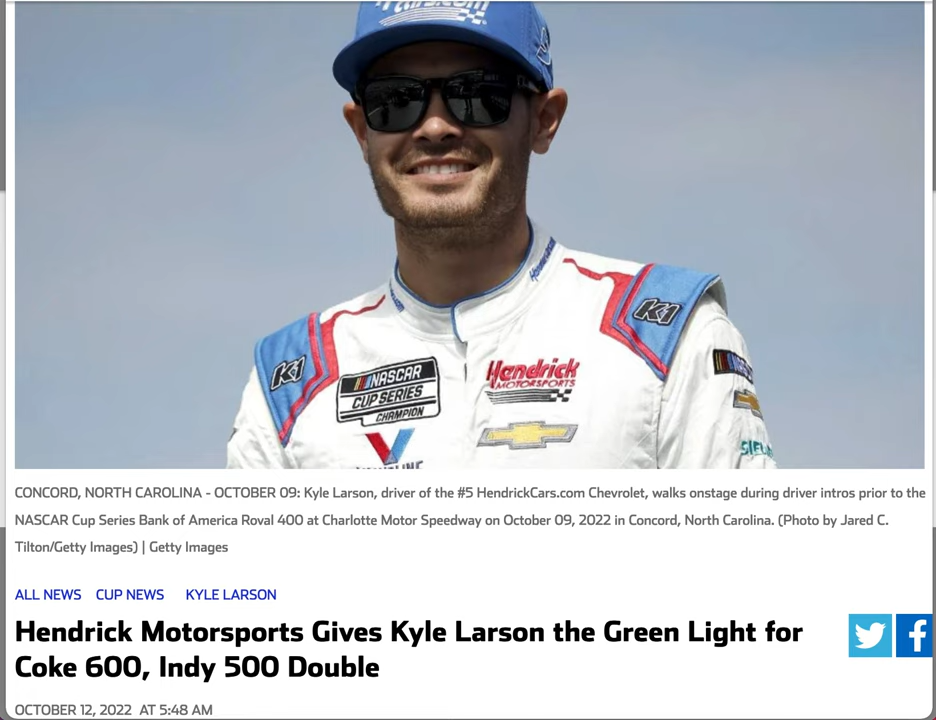 K1
K1
NASCAR
CUP SERIES
CHAMPION
Hendrick
MOTORSPORTS
CONCORD, NORTH CAROLINA - OCTOBER 09: Kyle Larson, driver of the #5 HendrickCars.com Chevrolet, walks onstage during driver intros prior to the
NASCAR Cup Series Bank of America Roval 400 at Charlotte Motor Speedway on October 09, 2022 in Concord, North Carolina. (Photo by Jared C.
Tilton/Getty Images) | Getty Images
ALL NEWS CUP NEWS KYLE LARSON
Hendrick Motorsports Gives Kyle Larson the Green Light for
Coke 600, Indy 500 Double
OCTOBER 12, 2022 AT 5:48 AM